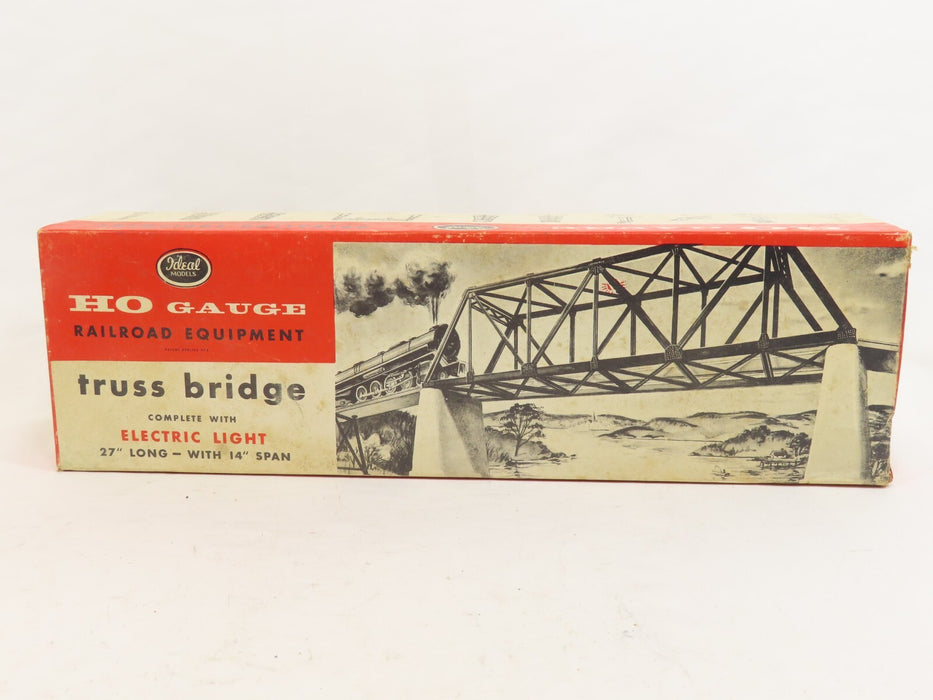 Ideal
MODELS
HO GAUGE
RAILROAD EQUIPMENT
truss bridge
COMPLETE WITH
ELECTRIC LIGHT
27" LONG — WITH 14" SPAN